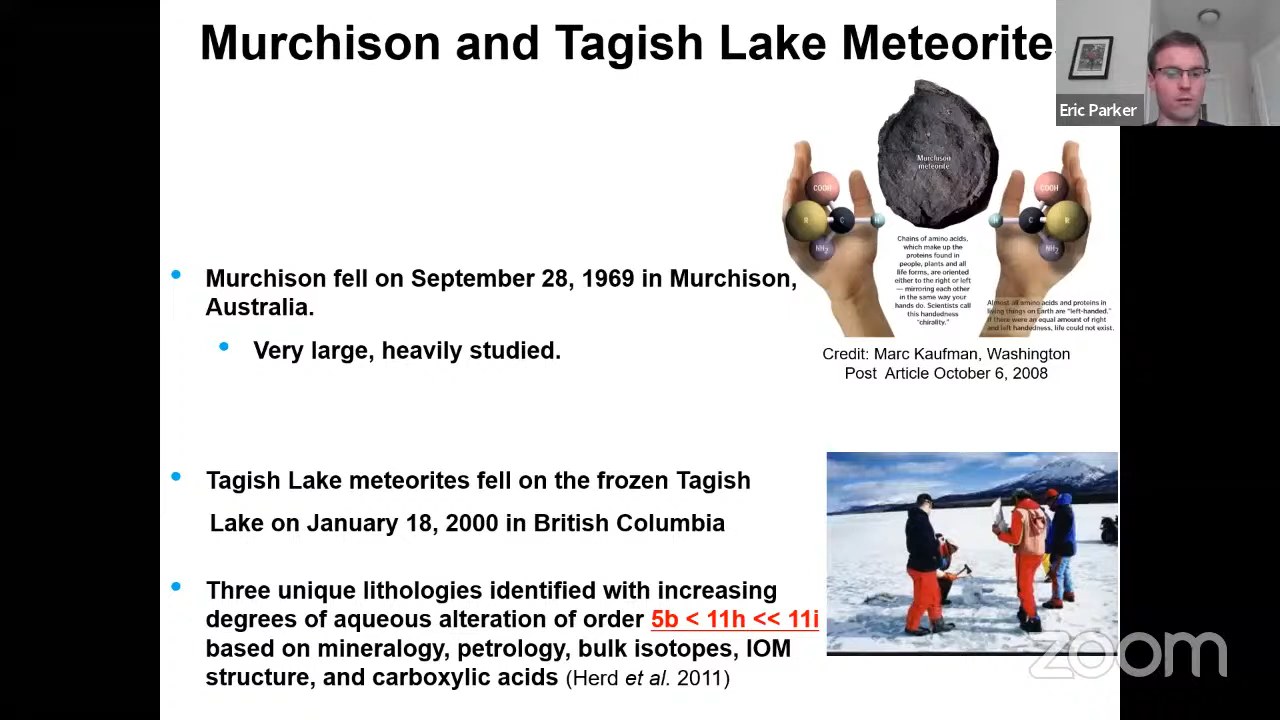 Murchison and Tagish Lake Meteorite
Eric Parker
Murchison
meteorite
COOH
R
C
H
NH₂
COOH
H
C
R
NH₂
Chains of amino acids,
which make up the
proteins found in
people, plants and all
life forms, are oriented
either to the right or left
— mirroring each other
in the same way your
hands do. Scientists call
this handedness
"chirality."
Almost all amino acids and proteins in
living things on Earth are "left-handed."
If there were an equal amount of right
and left handedness, life could not exist.
Credit: Marc Kaufman, Washington
Post Article October 6, 2008
• Murchison fell on September 28, 1969 in Murchison,
Australia.
• Very large, heavily studied.
• Tagish Lake meteorites fell on the frozen Tagish
Lake on January 18, 2000 in British Columbia
• Three unique lithologies identified with increasing
degrees of aqueous alteration of order 5b < 11h << 11i
based on mineralogy, petrology, bulk isotopes, IOM
structure, and carboxylic acids (Herd et al. 2011)
zoom